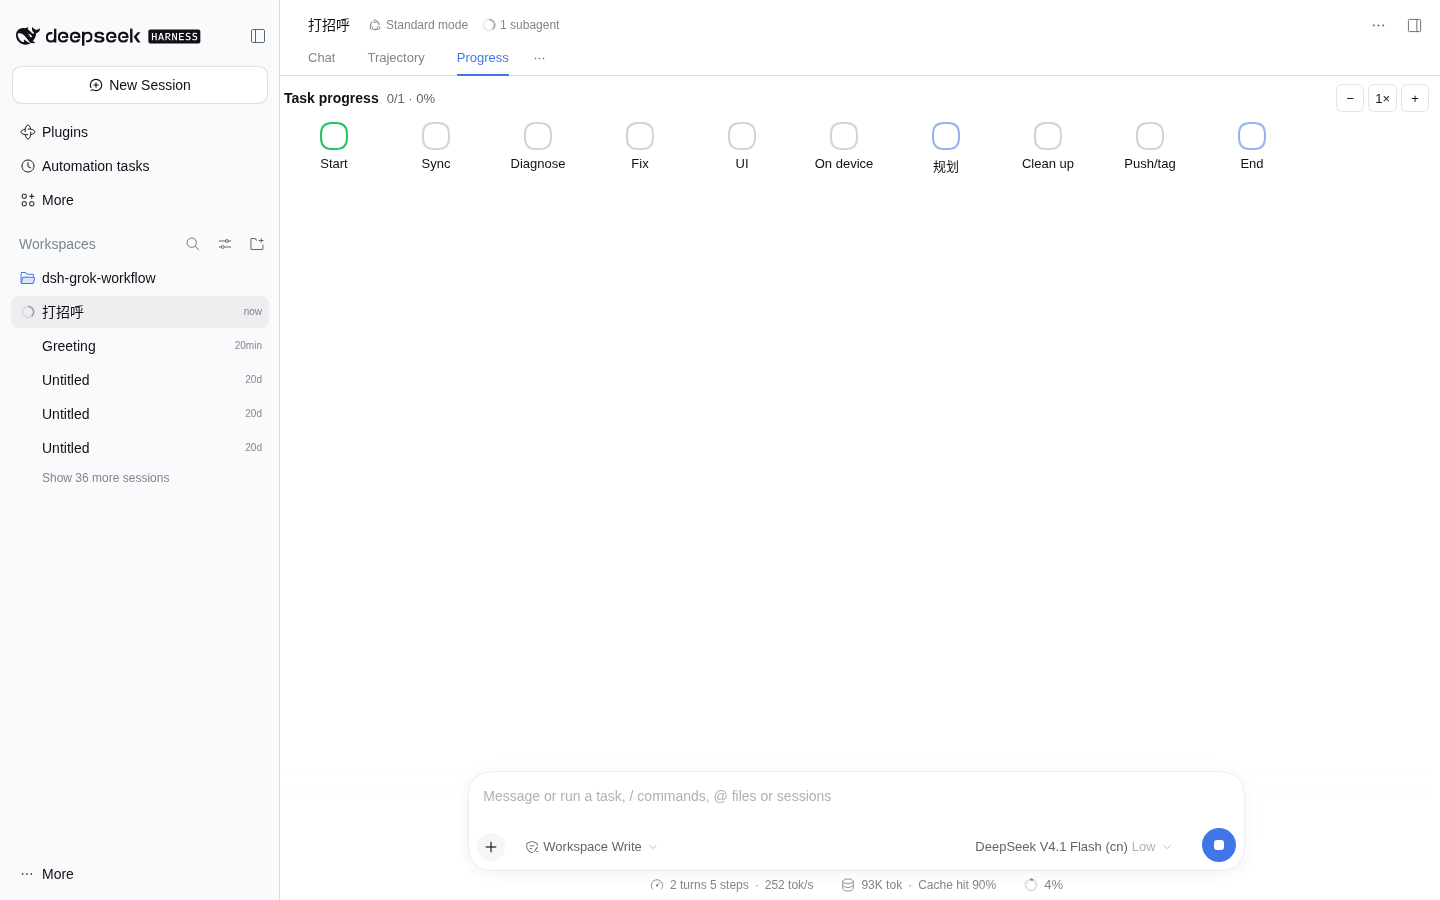 deepseek HARNESS
New Session
Plugins
Automation tasks
More
Workspaces
dsh-grok-workflow
打招呼 now
Greeting 20min
Untitled 20d
Untitled 20d
Untitled 20d
Show 36 more sessions
More
打招呼 Standard mode 1 subagent
Chat Trajectory Progress
Task progress 0/1 · 0%
− 1× +
Start Sync Diagnose Fix UI On device 规划 Clean up Push/tag End
Message or run a task, / commands, @ files or sessions
Workspace Write DeepSeek V4.1 Flash (cn) Low
2 turns 5 steps · 252 tok/s 93K tok · Cache hit 90% 4%